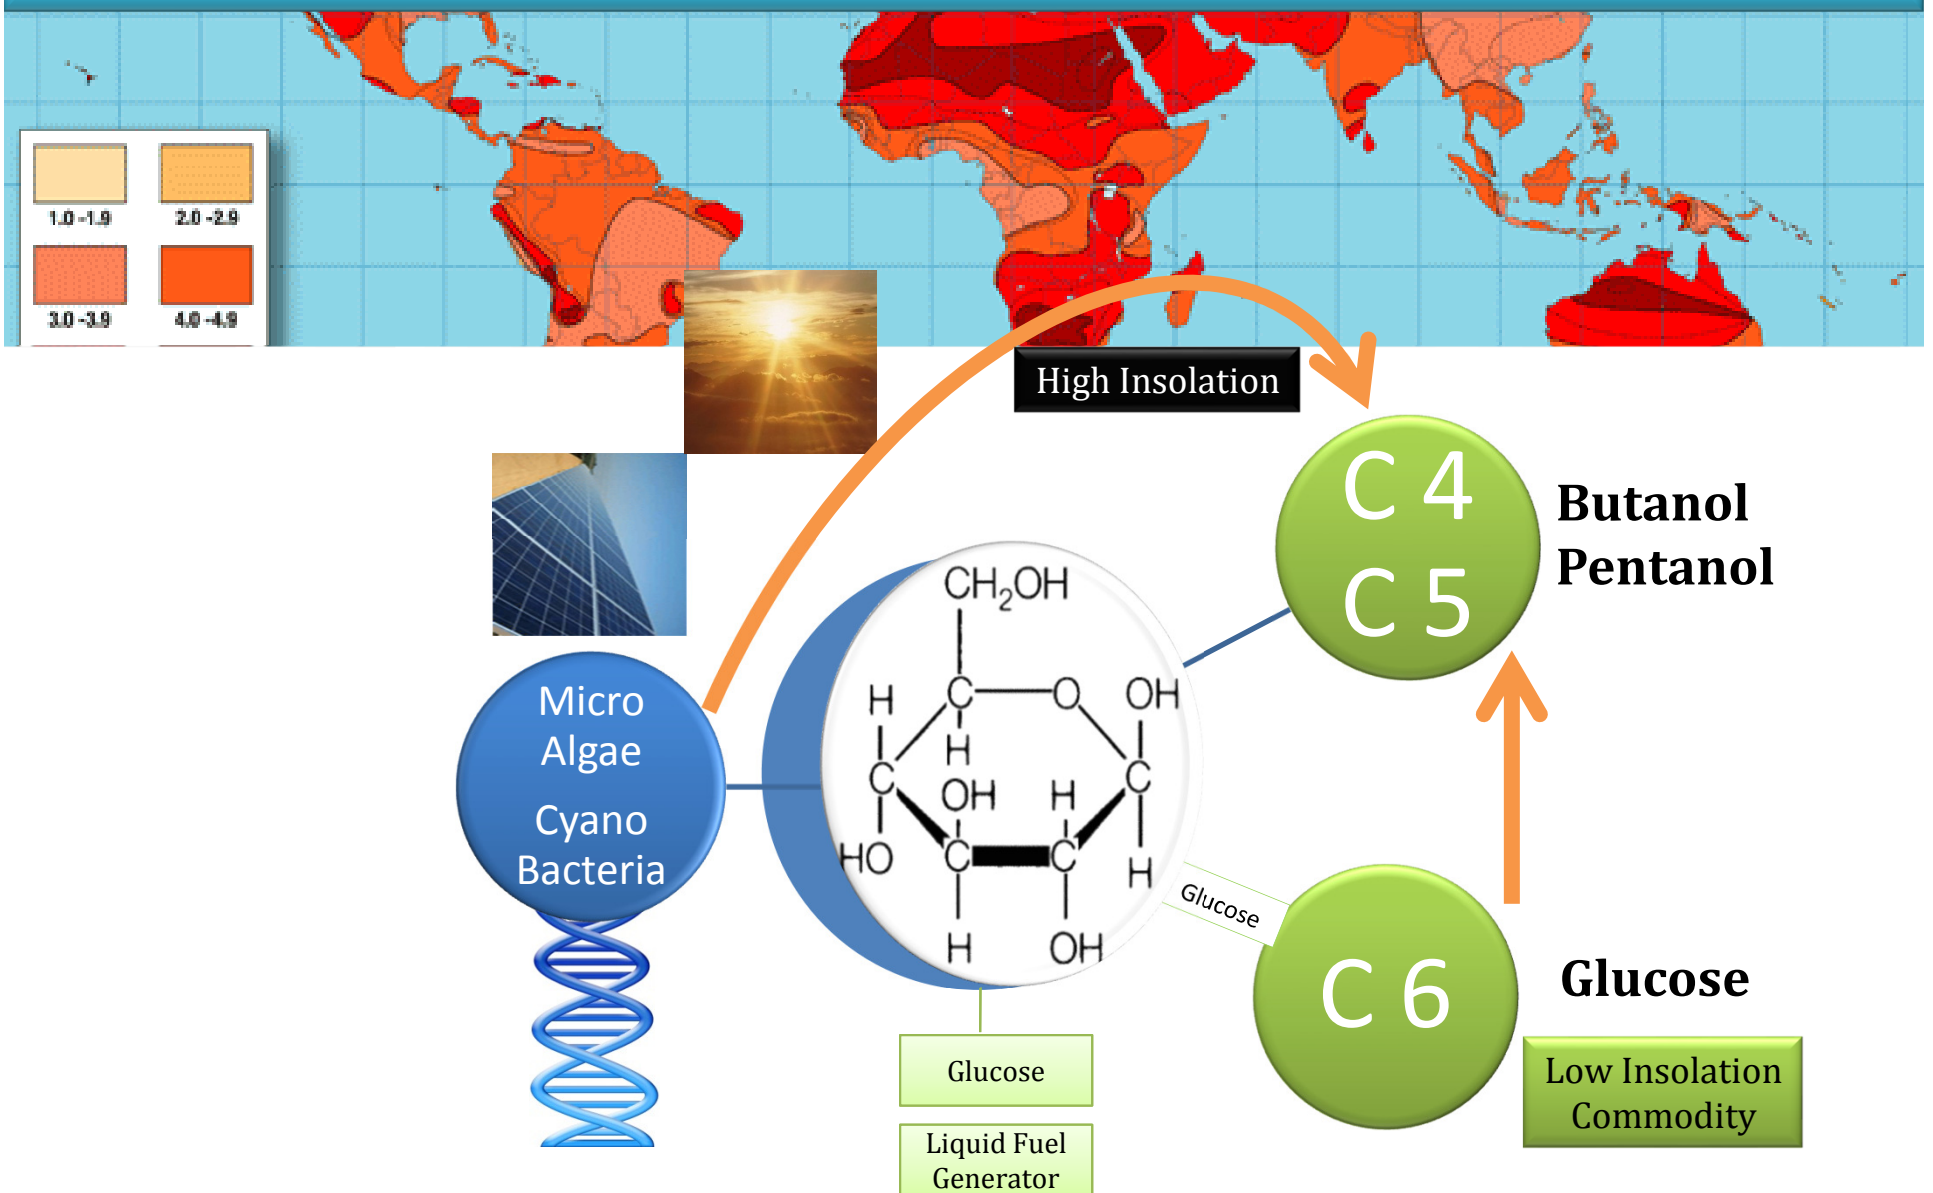 1.0 -1.9
2.0 -2.9
3.0 -3.9
4.0 -4.9
High Insolation
C 4
C 5
Butanol
Pentanol
Micro
Algae
Cyano
Bacteria
CH₂OH
H
C
O
OH
H
C
OH
H
C
HO
C
C
H
H
OH
Glucose
C 6
Glucose
Low Insolation
Commodity
Glucose
Liquid Fuel
Generator